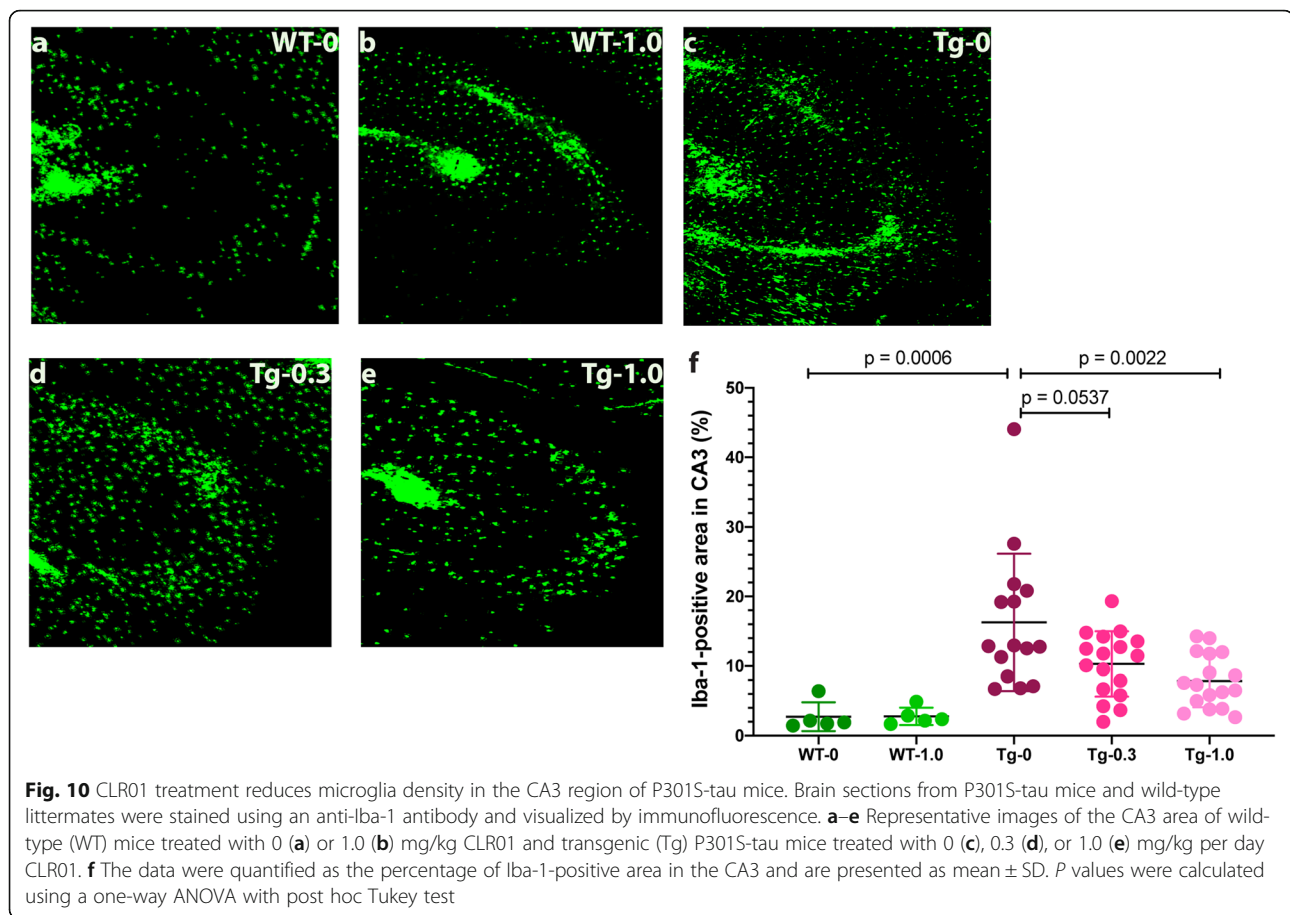 a WT-0
b WT-1.0
c Tg-0
d Tg-0.3
e Tg-1.0
f
p = 0.0006
p = 0.0022
p = 0.0537
Iba-1-positive area in CA3 (%)
50
40
30
20
10
0
WT-0 WT-1.0 Tg-0 Tg-0.3 Tg-1.0
Fig. 10 CLR01 treatment reduces microglia density in the CA3 region of P301S-tau mice. Brain sections from P301S-tau mice and wild-type
littermates were stained using an anti-Iba-1 antibody and visualized by immunofluorescence. a–e Representative images of the CA3 area of wild-
type (WT) mice treated with 0 (a) or 1.0 (b) mg/kg CLR01 and transgenic (Tg) P301S-tau mice treated with 0 (c), 0.3 (d), or 1.0 (e) mg/kg per day
CLR01. f The data were quantified as the percentage of Iba-1-positive area in the CA3 and are presented as mean ± SD. P values were calculated
using a one-way ANOVA with post hoc Tukey test